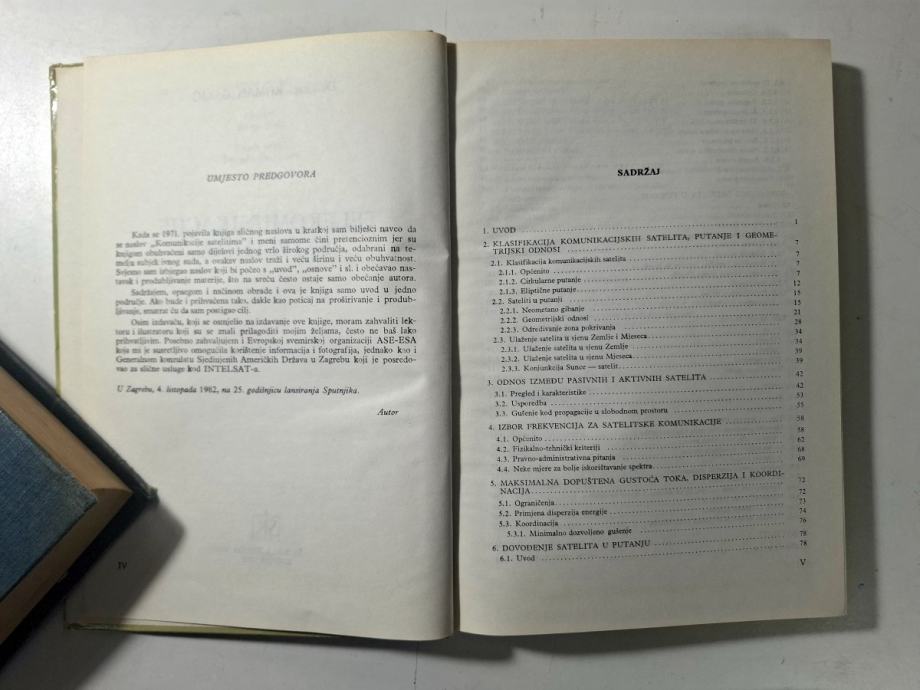 UMJESTO PREDGOVORA
Kada se 1971. pojavila knjiga sličnog naslova u kratkoj sam bilješci naveo da
se naslov „Komunikacije satelitima" i meni samome čini pretencioznim jer su
knjigom obuhvaćeni samo dijelovi jednog vrlo širokog područja, odabrani na te-
melju subjektivnog suda, a ovakav naslov traži i veću širinu i veću obuhvatnost.
Svjesno sam izbjegao naslov koji bi počeo s „uvod", „osnove" i sl. i obećavao nas-
tavak i produbljivanje materije, što na sreću često ostaje samo obećanje autora.
Sadržajem, opsegom i načinom obrade i ova je knjiga samo uvod u jedno
područje. Ako bude i prihvaćena tako, dakle kao poticaj na proširivanje i produb-
ljivanje, smatrat ću da sam postigao cilj.
Osim izdavaču, koji se osmjelio na izdavanje ove knjige, moram zahvaliti lek-
toru i ilustratoru koji su se znali prilagoditi mojim željama, često ne baš lako
prihvatljivim. Posebno zahvaljujem i Evropskoj svemirskoj organizaciji ASE-ESA
koja mi je susretljivo omogućila korištenje informacija i fotografija, jednako kao i
Generalnom konzulatu Sjedinjenih Američkih Država u Zagrebu koji je posredo-
vao za slične usluge kod INTELSAT-a.
U Zagrebu, 4. listopada 1982, na 25. godišnjicu lansiranja Sputnjika.
Autor
IV
SADRŽAJ
1. UVOD 1
2. KLASIFIKACIJA KOMUNIKACIJSKIH SATELITA, PUTANJE I GEOME-
TRIJSKI ODNOSI 7
2.1. Klasifikacija komunikacijskih satelita 7
2.1.1. Općenito 7
2.1.2. Cirkularne putanje 7
2.1.3. Eliptične putanje 12
2.2. Sateliti u putanji 15
2.2.1. Neometano gibanje 15
2.2.2. Geometrijski odnosi 21
2.2.3. Određivanje zona pokrivanja 28
2.3. Ulaženje satelita u sjenu Zemlje i Mjeseca 34
2.3.1. Ulaženje satelita u sjenu Zemlje 34
2.3.2. Ulaženje satelita u sjenu Mjeseca 39
2.3.3. Konjunkcija Sunce — satelit 39
3. ODNOS IZMEĐU PASIVNIH I AKTIVNIH SATELITA 42
3.1. Pregled i karakteristike 42
3.2. Usporedba 53
3.3. Gušenje kod propagacije u slobodnom prostoru 55
4. IZBOR FREKVENCIJA ZA SATELITSKE KOMUNIKACIJE 58
4.1. Općenito 58
4.2. Fizikalno-tehnički kriteriji 62
4.3. Pravno-administrativna pitanja 68
4.4. Neke mjere za bolje iskorištavanje spektra 69
5. MAKSIMALNA DOPUŠTENA GUSTOĆA TOKA, DISPERZIJA I KOORDI-
NACIJA 72
5.1. Ograničenja 72
5.2. Primjena disperzija energije 73
5.3. Koordinacija 74
5.3.1. Minimalno dozvoljeno gušenje 76
6. DOVOĐENJE SATELITA U PUTANJU 78
6.1. Uvod 78
V